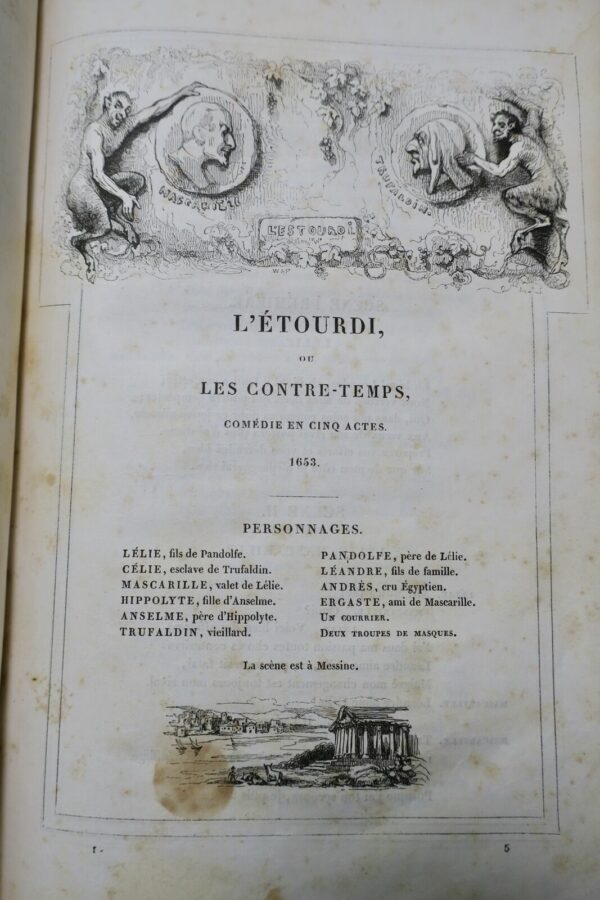 MASCARILLE
TRUFALDIN.
L'ESTOURDI.
L'ÉTOURDI,
OU
LES CONTRE-TEMPS,
COMÉDIE EN CINQ ACTES.
1653.
PERSONNAGES.
LÉLIE, fils de Pandolfe.
CÉLIE, esclave de Trufaldin.
MASCARILLE, valet de Lélie.
HIPPOLYTE, fille d'Anselme.
ANSELME, père d'Hippolyte.
TRUFALDIN, vieillard.
PANDOLFE, père de Lélie.
LÉANDRE, fils de famille.
ANDRÈS, cru Égyptien.
ERGASTE, ami de Mascarille.
UN COURRIER.
DEUX TROUPES DE MASQUES.
La scène est à Messine.
5